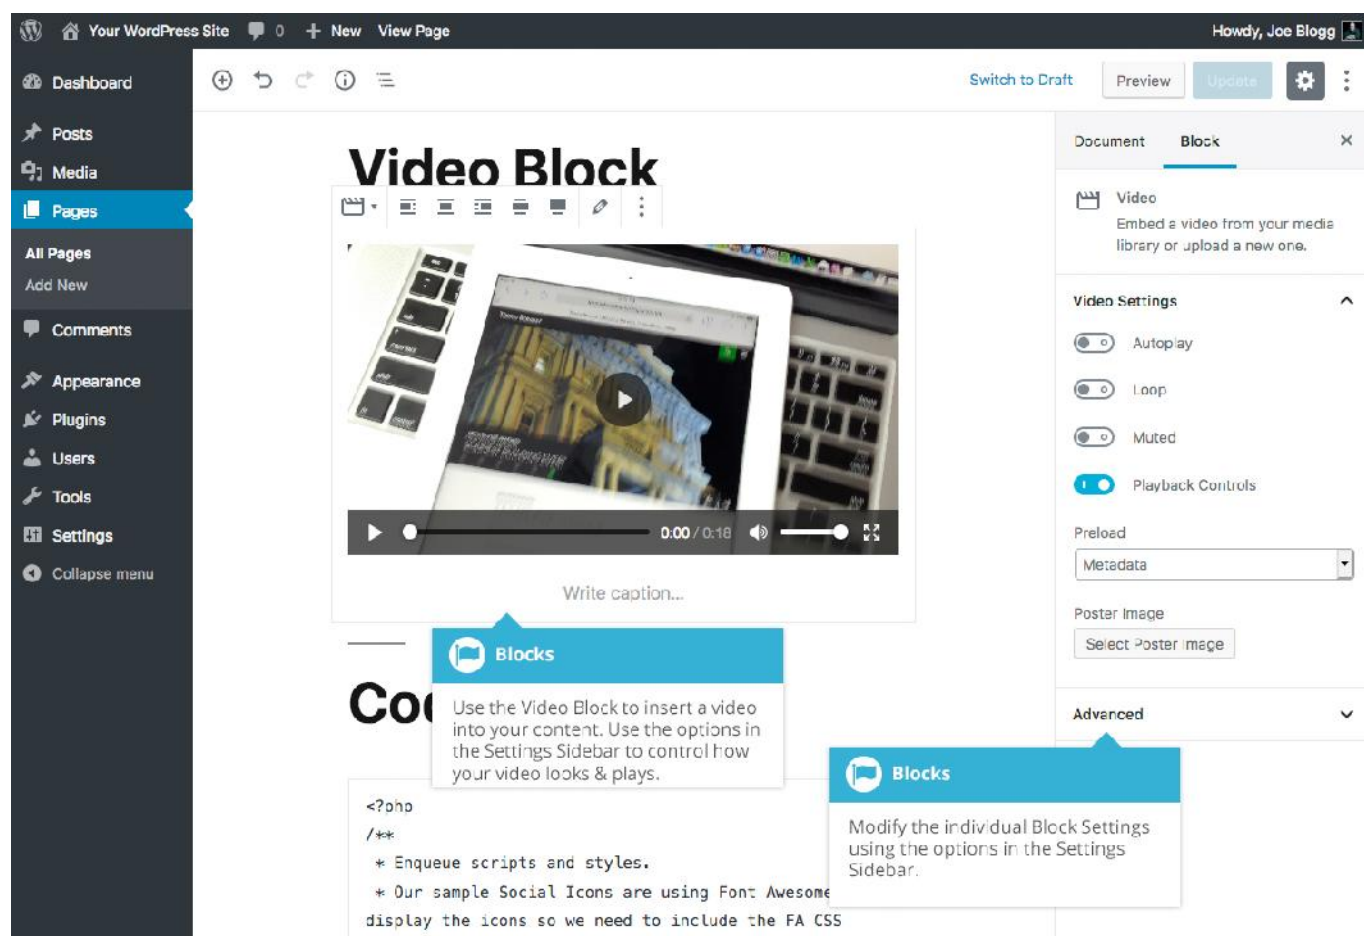 Your WordPress Site 0 New View Page Howdy, Joe Blogg
Dashboard
Posts
Media
Pages
All Pages
Add New
Comments
Appearance
Plugins
Users
Tools
Settings
Collapse menu
Switch to Draft Preview Update
Video Block
0:00 / 0:18
Write caption...
Blocks
Use the Video Block to insert a video
into your content. Use the options in
the Settings Sidebar to control how
your video looks & plays.
<?php
/**
* Enqueue scripts and styles.
* Our sample Social Icons are using Font Awesome
display the icons so we need to include the FA CSS
Document Block
Video
Embed a video from your media
library or upload a new one.
Video Settings
Autoplay
Loop
Muted
Playback Controls
Preload
Metadata
Poster Image
Select Poster Image
Advanced
Blocks
Modify the individual Block Settings
using the options in the Settings
Sidebar.